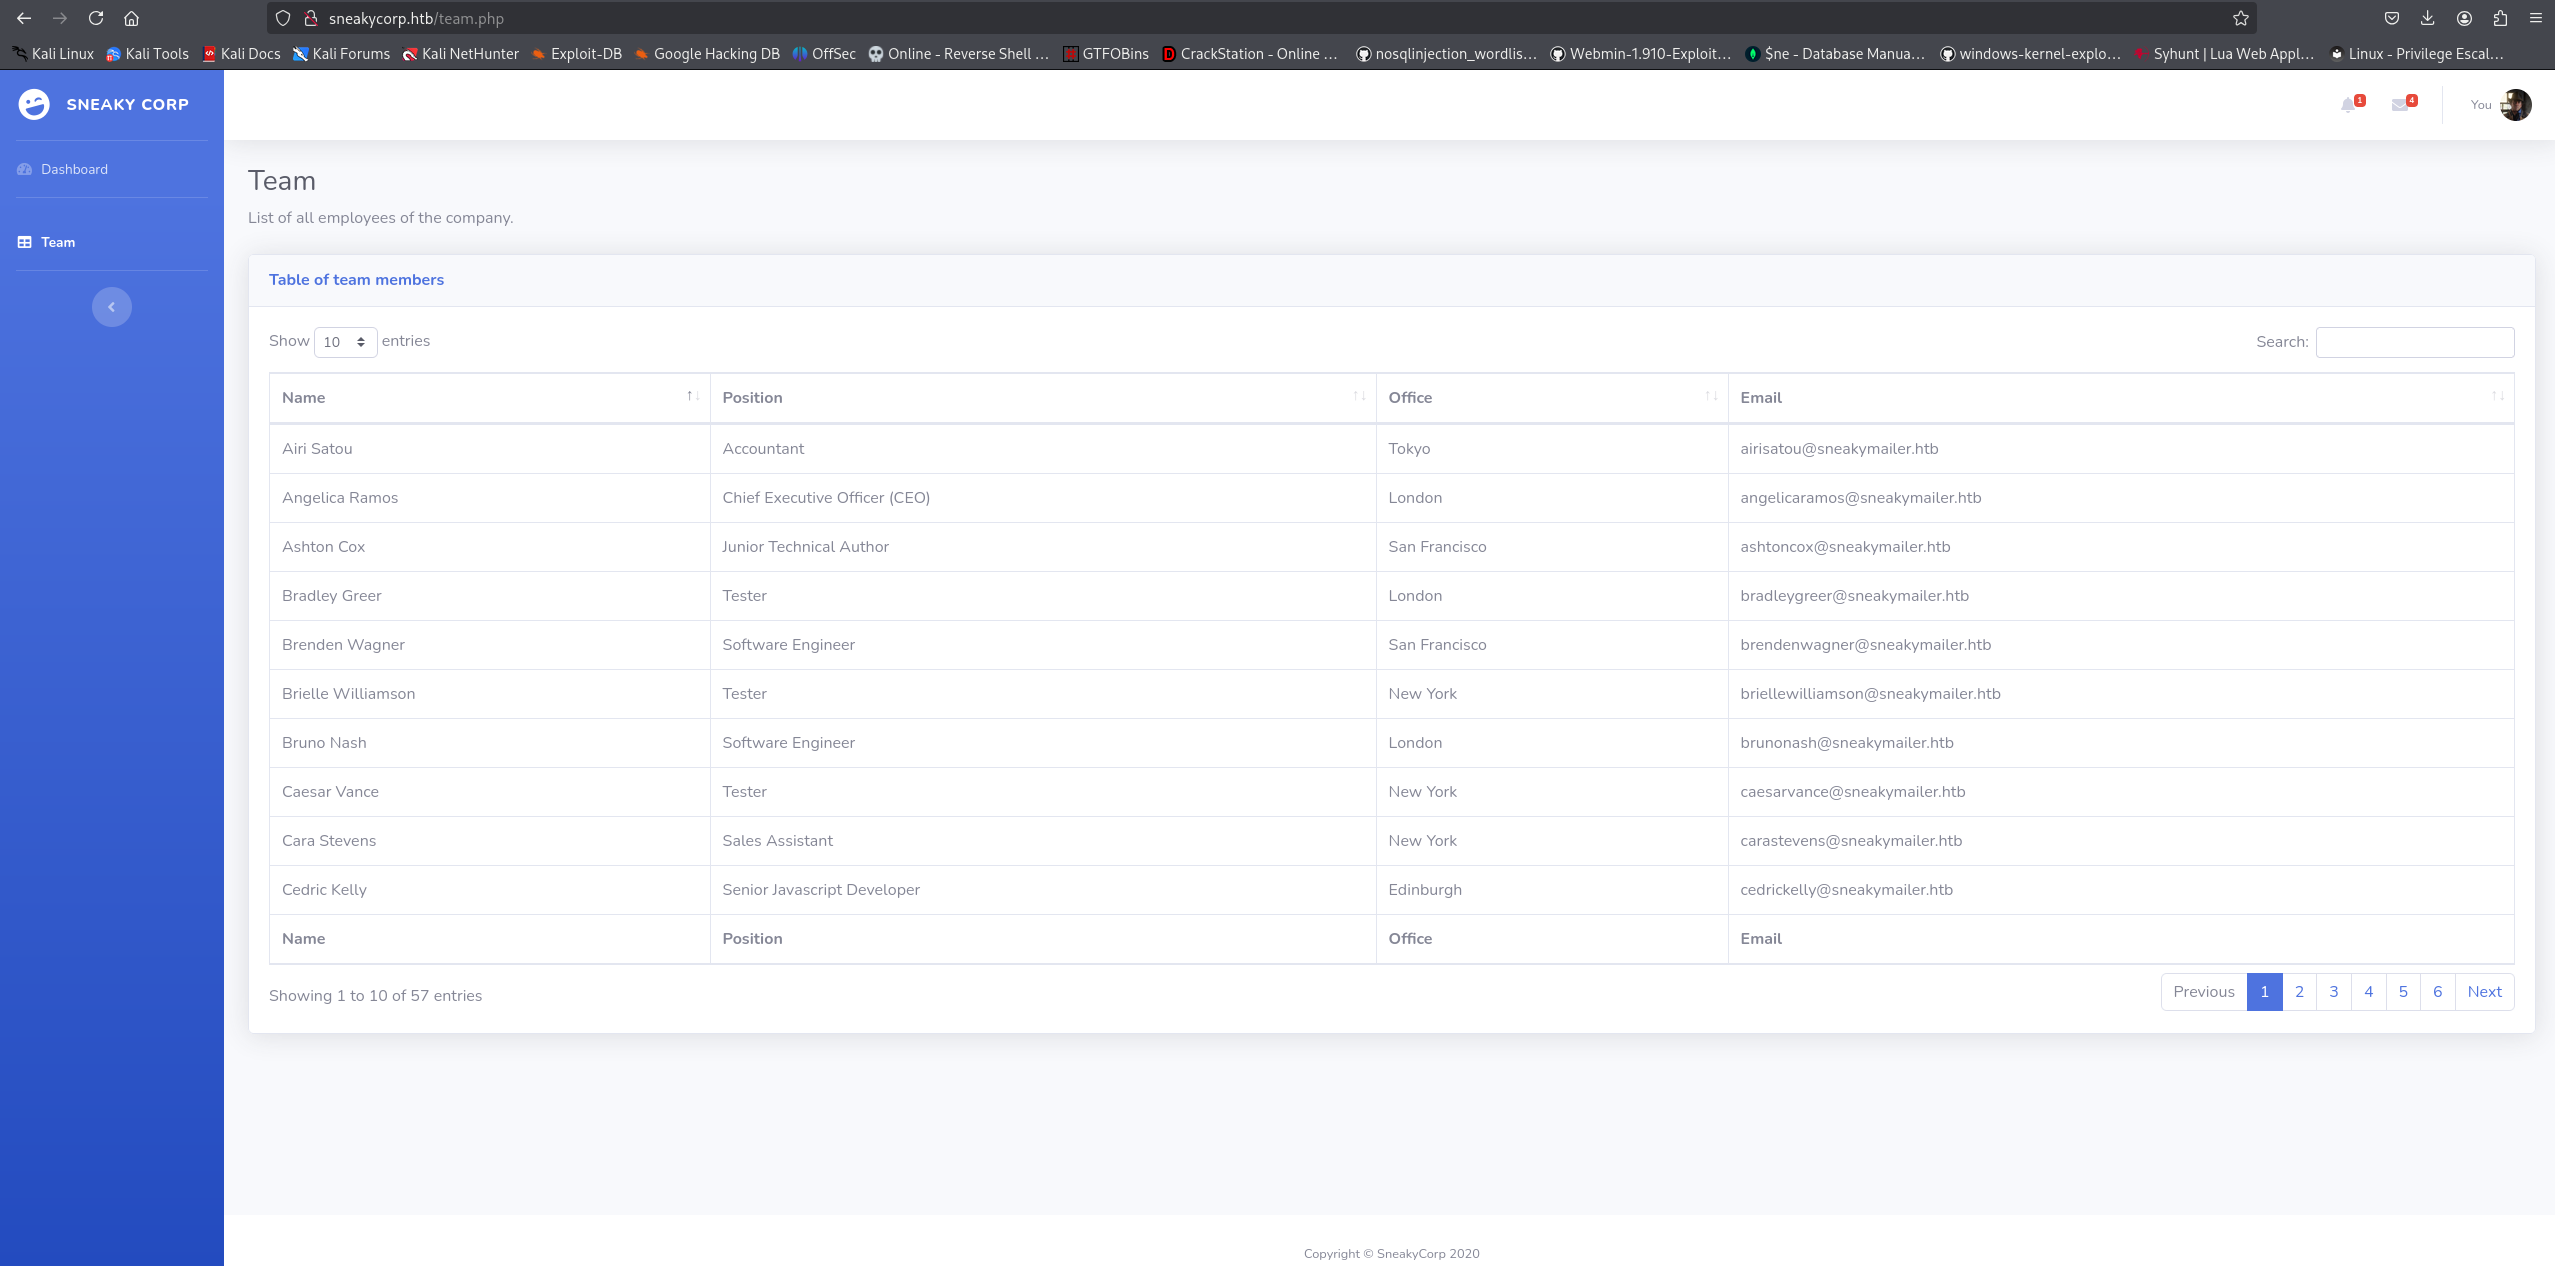 sneakycorp.htb/team.php
Kali Linux Kali Tools Kali Docs Kali Forums Kali NetHunter Exploit-DB Google Hacking DB OffSec Online - Reverse Shell … GTFOBins CrackStation - Online … nosqlinjection_wordlis… Webmin-1.910-Exploit… $ne - Database Manua… windows-kernel-explo… Syhunt | Lua Web Appl… Linux - Privilege Escal…
SNEAKY CORP
1 4 You
Dashboard
Team
Team
List of all employees of the company.
Table of team members
Show 10 entries Search:
Name Position Office Email
Airi Satou Accountant Tokyo airisatou@sneakymailer.htb
Angelica Ramos Chief Executive Officer (CEO) London angelicaramos@sneakymailer.htb
Ashton Cox Junior Technical Author San Francisco ashtoncox@sneakymailer.htb
Bradley Greer Tester London bradleygreer@sneakymailer.htb
Brenden Wagner Software Engineer San Francisco brendenwagner@sneakymailer.htb
Brielle Williamson Tester New York briellewilliamson@sneakymailer.htb
Bruno Nash Software Engineer London brunonash@sneakymailer.htb
Caesar Vance Tester New York caesarvance@sneakymailer.htb
Cara Stevens Sales Assistant New York carastevens@sneakymailer.htb
Cedric Kelly Senior Javascript Developer Edinburgh cedrickelly@sneakymailer.htb
Name Position Office Email
Showing 1 to 10 of 57 entries Previous 1 2 3 4 5 6 Next
Copyright © SneakyCorp 2020